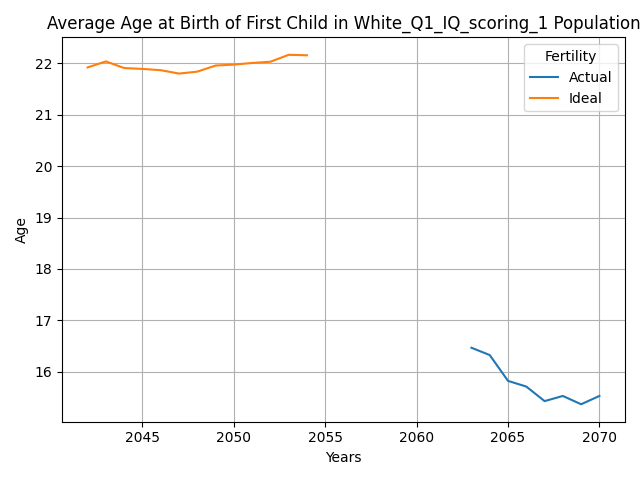 Average Age at Birth of First Child in White_Q1_IQ_scoring_1 Population
Fertility
Actual
Ideal
Age
22
21
20
19
18
17
16
2045 2050 2055 2060 2065 2070
Years